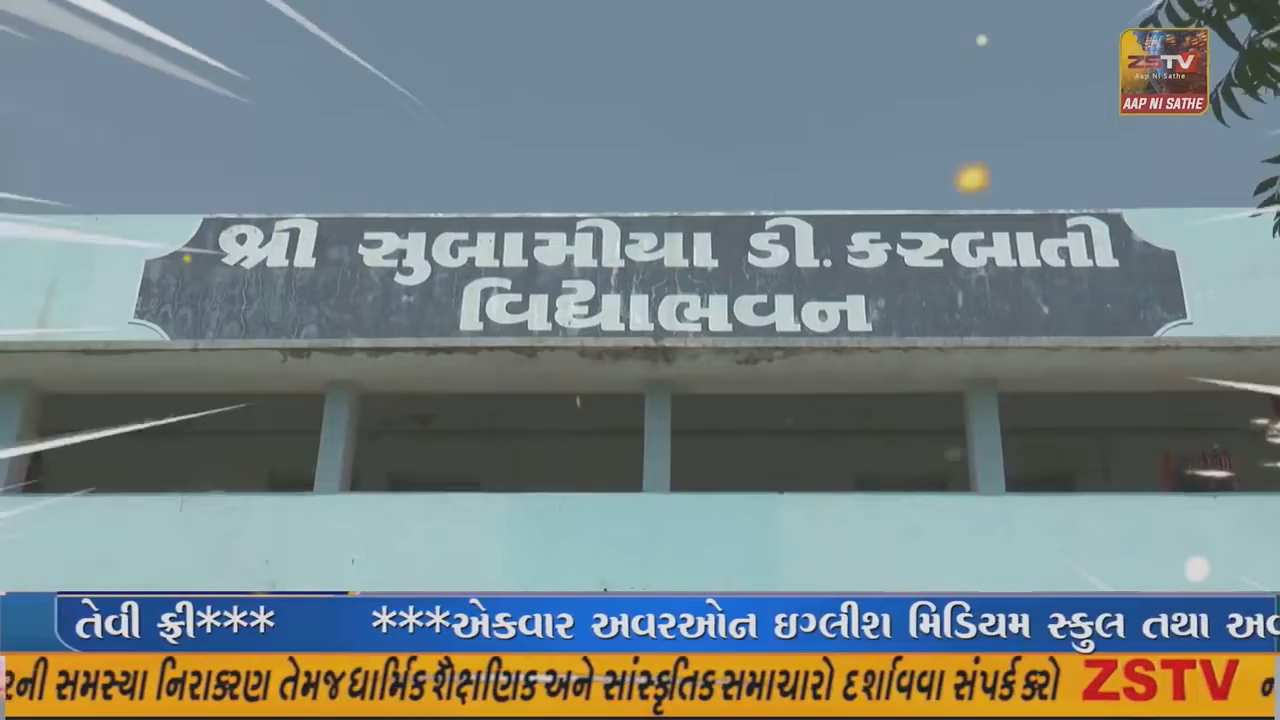 ZSTV
Aap Ni Sathe
AAP NI SATHE
શ્રી સુબામીયા ડી. કરબાતી
વિદ્યાભવન
તેવી ફ્રી*** ***એકવાર અવરઓન ઇગ્લીશ મિડિયમ સ્કુલ તથા અવ
રની સમસ્યા નિરાકરણ તેમજ ધાર્મિક શૈક્ષણિક અને સાંસ્કૃતિક સમાચારો દર્શાવવા સંપર્ક કરો ZSTV